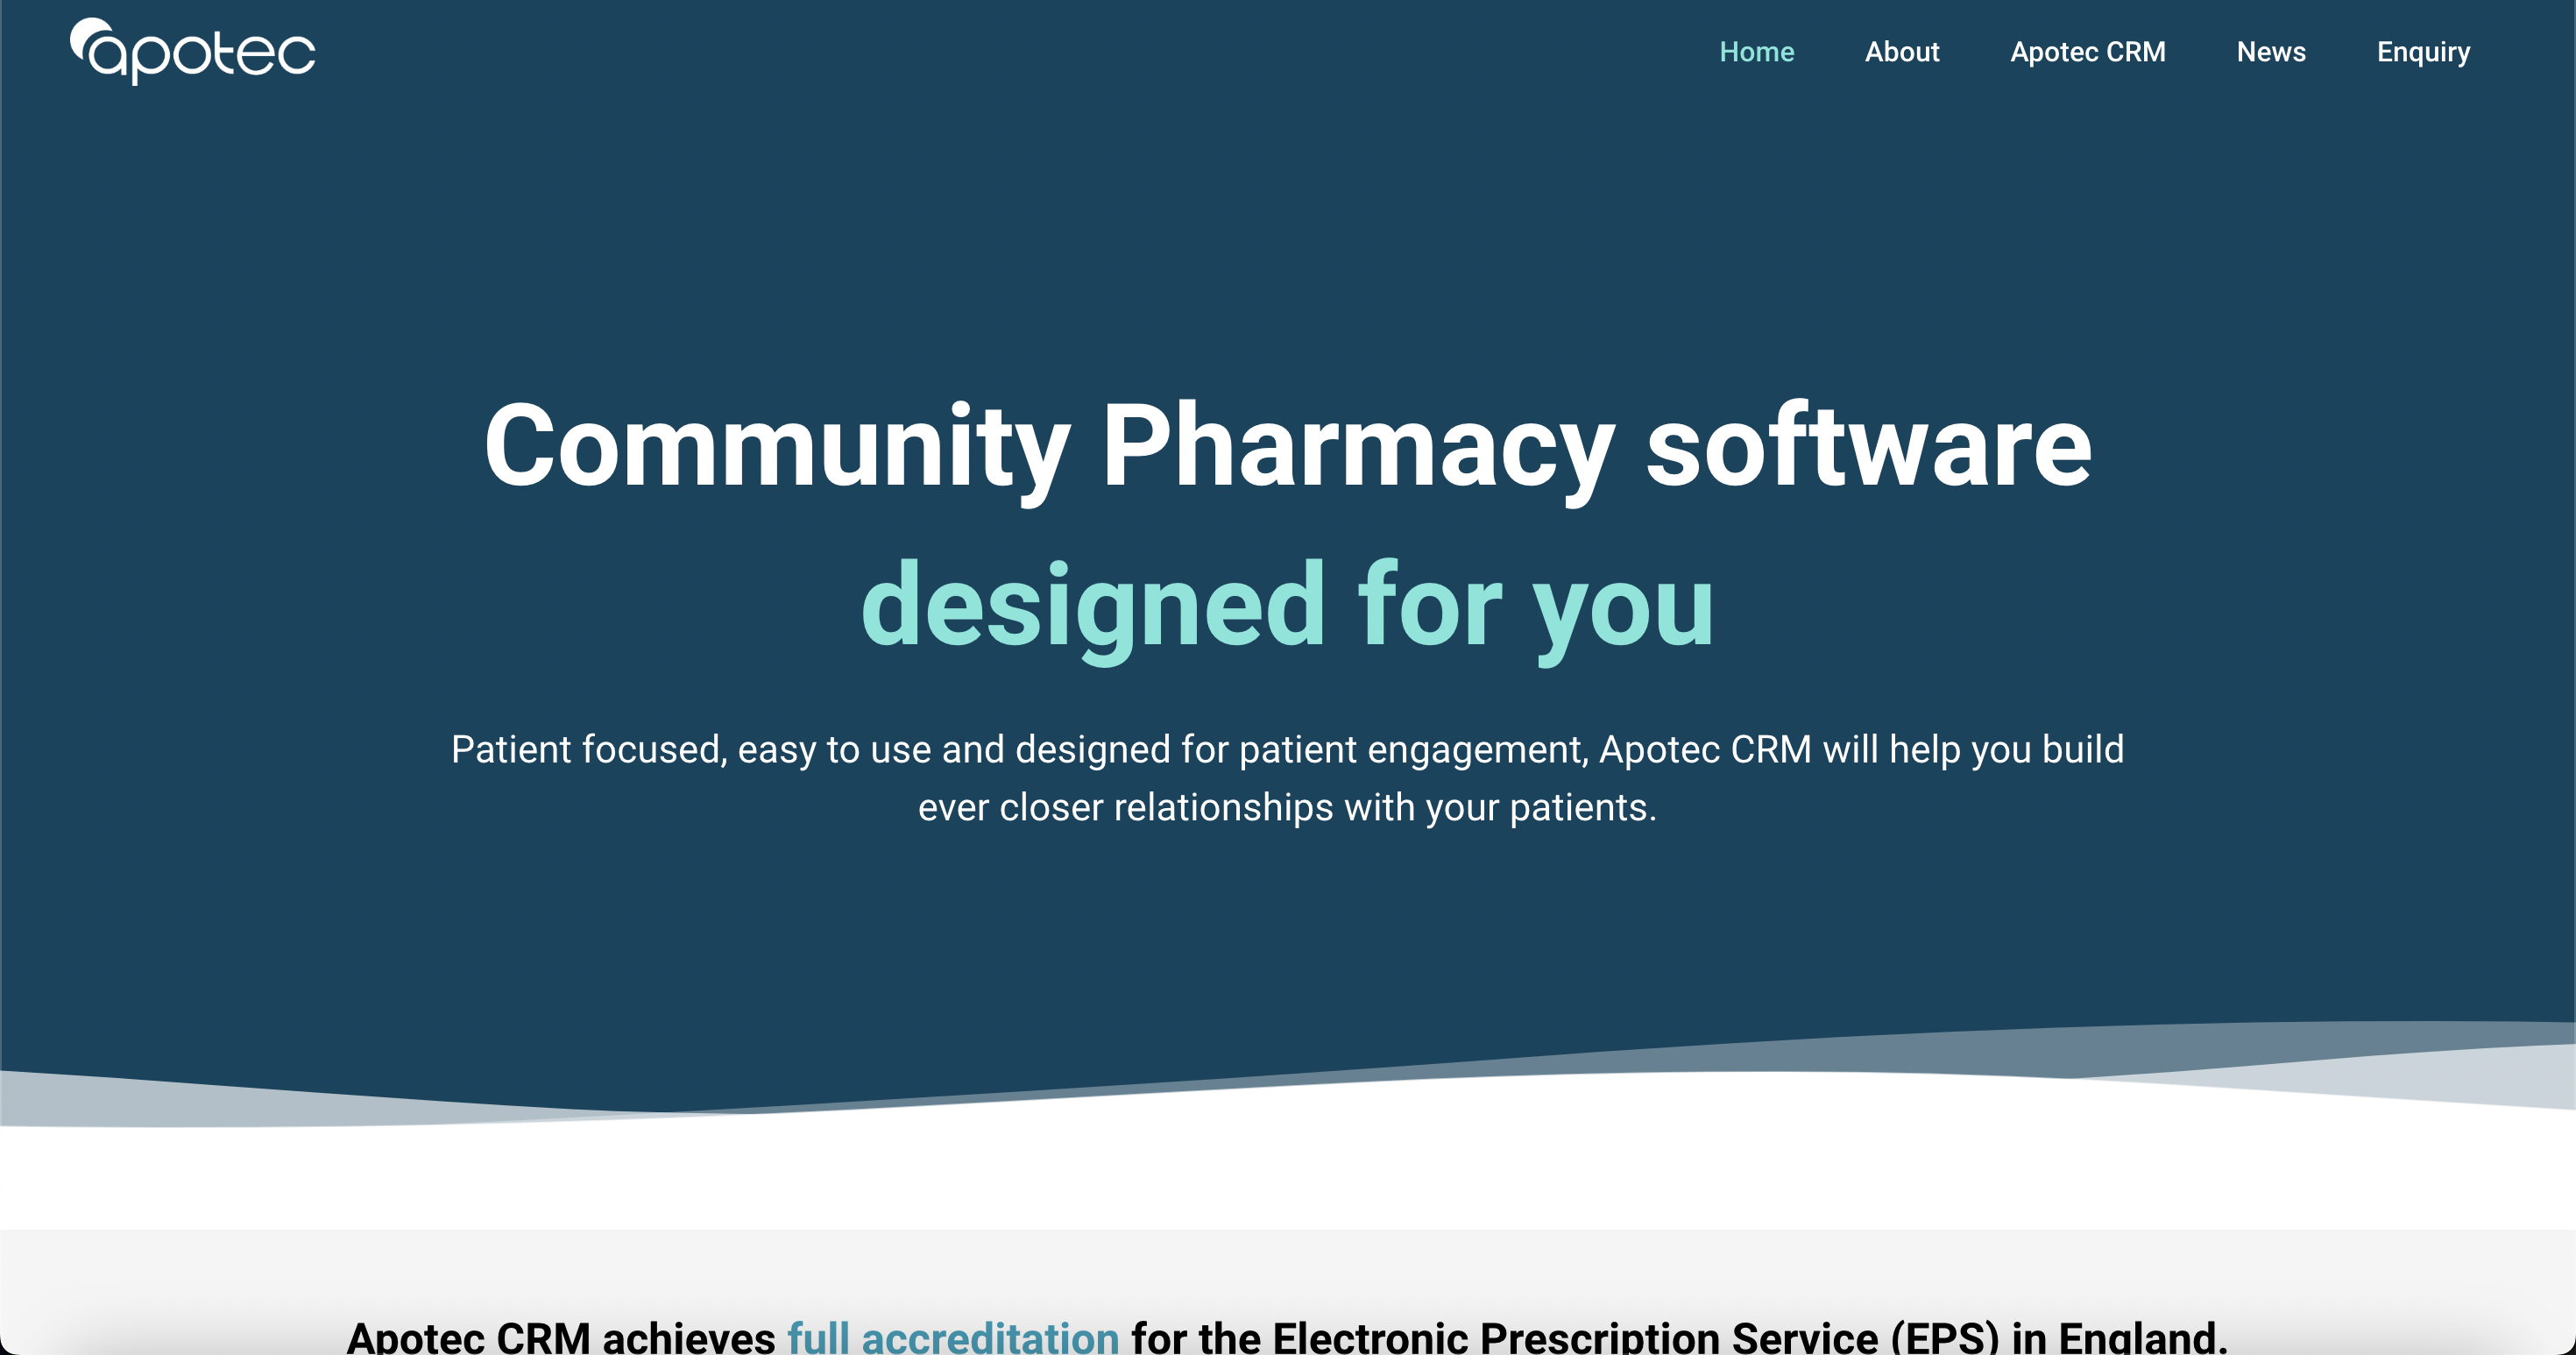 apotec
Home About Apotec CRM News Enquiry
Community Pharmacy software
designed for you
Patient focused, easy to use and designed for patient engagement, Apotec CRM will help you build
ever closer relationships with your patients.
Apotec CRM achieves full accreditation for the Electronic Prescription Service (EPS) in England.